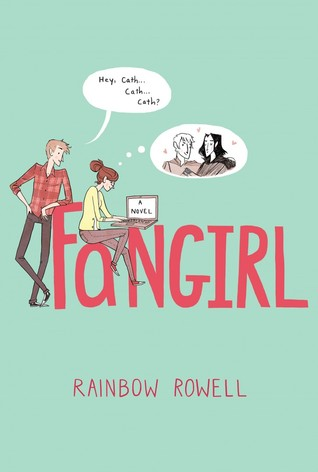 Hey, Cath...
Cath...
Cath?
A
NOVEL
FaNGIRL
RAINBOW ROWELL